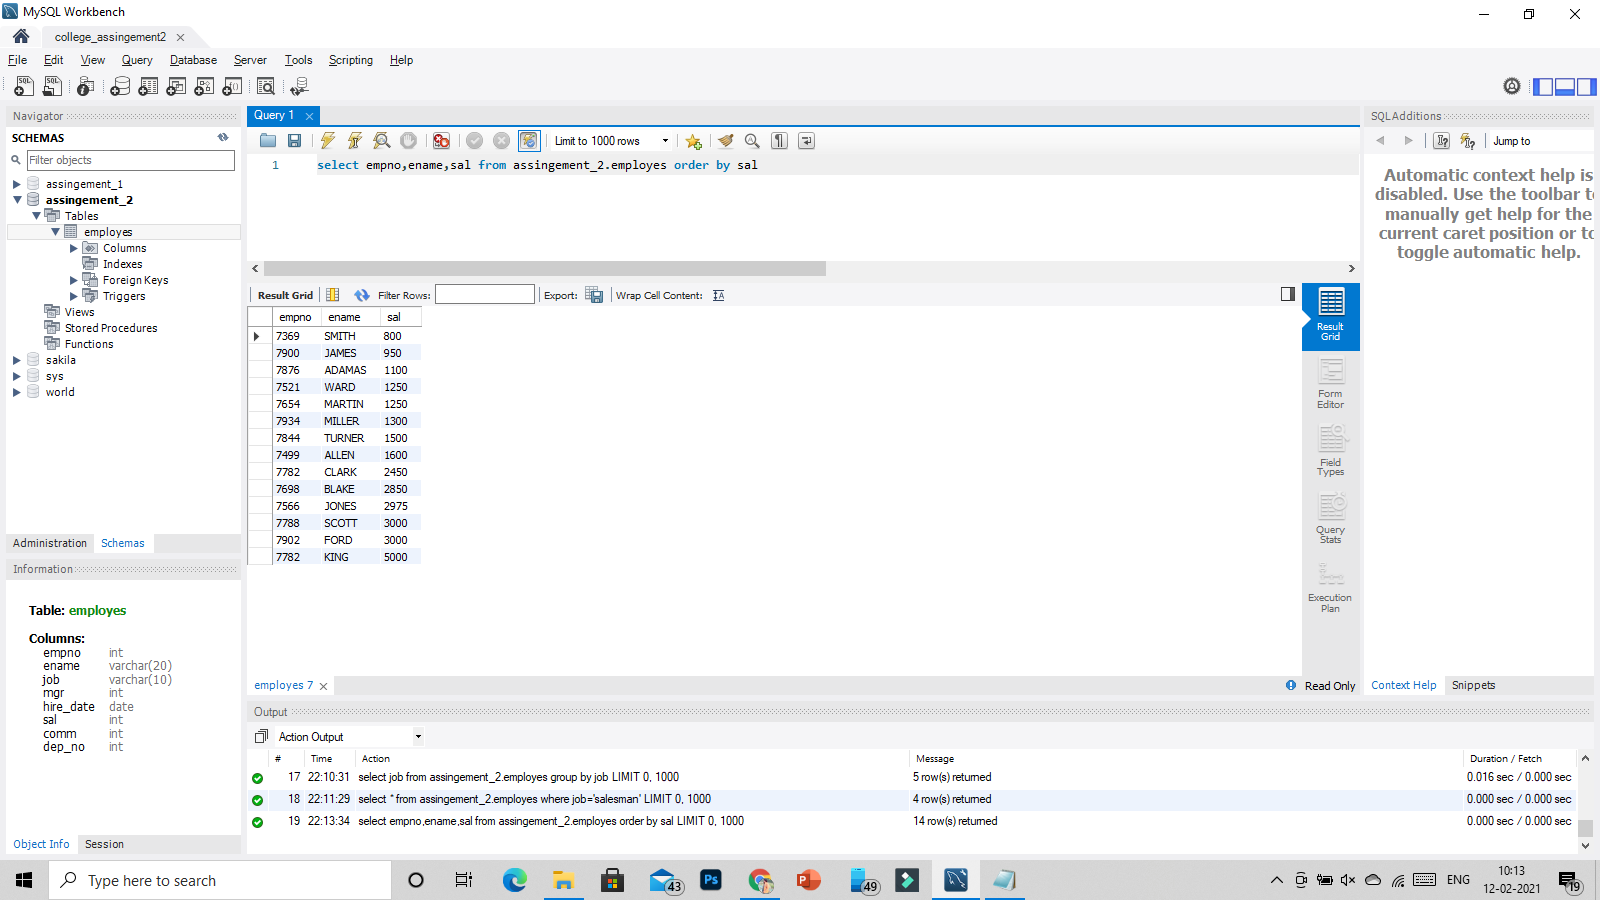 MySQL Workbench
college_assingement2
File Edit View Query Database Server Tools Scripting Help
Navigator
SCHEMAS
Filter objects
assingement_1
assingement_2
Tables
employes
Columns
Indexes
Foreign Keys
Triggers
Views
Stored Procedures
Functions
sakila
sys
world
Administration Schemas
Information
Table: employes
Columns:
empno int
ename varchar(20)
job varchar(10)
mgr int
hire_date date
sal int
comm int
dep_no int
Object Info Session
Query 1
Limit to 1000 rows
1 select empno,ename,sal from assingement_2.employes order by sal
Result Grid Filter Rows: Export: Wrap Cell Content:
empno ename sal
7369 SMITH 800
7900 JAMES 950
7876 ADAMAS 1100
7521 WARD 1250
7654 MARTIN 1250
7934 MILLER 1300
7844 TURNER 1500
7499 ALLEN 1600
7782 CLARK 2450
7698 BLAKE 2850
7566 JONES 2975
7788 SCOTT 3000
7902 FORD 3000
7782 KING 5000
Result
Grid
Form
Editor
Field
Types
Query
Stats
Execution
Plan
employes 7
Read Only
SQLAdditions
Jump to
Automatic context help is
disabled. Use the toolbar to
manually get help for the
current caret position or to
toggle automatic help.
Context Help Snippets
Output
Action Output
# Time Action Message Duration / Fetch
17 22:10:31 select job from assingement_2.employes group by job LIMIT 0, 1000 5 row(s) returned 0.016 sec / 0.000 sec
18 22:11:29 select * from assingement_2.employes where job='salesman' LIMIT 0, 1000 4 row(s) returned 0.000 sec / 0.000 sec
19 22:13:34 select empno,ename,sal from assingement_2.employes order by sal LIMIT 0, 1000 14 row(s) returned 0.000 sec / 0.000 sec
Type here to search
43
Ps
49
ENG
10:13
12-02-2021
19